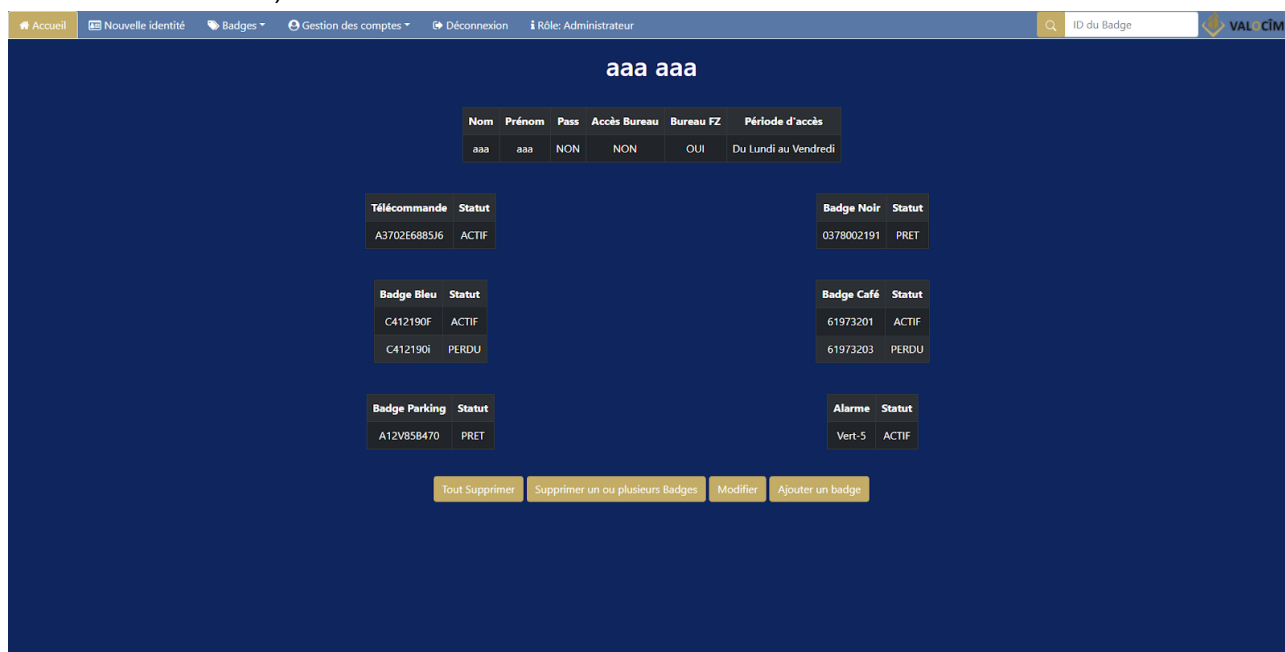 Accueil Nouvelle identité Badges Gestion des comptes Déconnexion Rôle: Administrateur ID du Badge VALOCÎM
aaa aaa
Nom Prénom Pass Accès Bureau Bureau FZ Période d'accès
aaa aaa NON NON OUI Du Lundi au Vendredi
Télécommande Statut
A3702E6885J6 ACTIF
Badge Noir Statut
0378002191 PRET
Badge Bleu Statut
C412190F ACTIF
C412190i PERDU
Badge Café Statut
61973201 ACTIF
61973203 PERDU
Badge Parking Statut
A12V85B470 PRET
Alarme Statut
Vert-5 ACTIF
Tout Supprimer Supprimer un ou plusieurs Badges Modifier Ajouter un badge